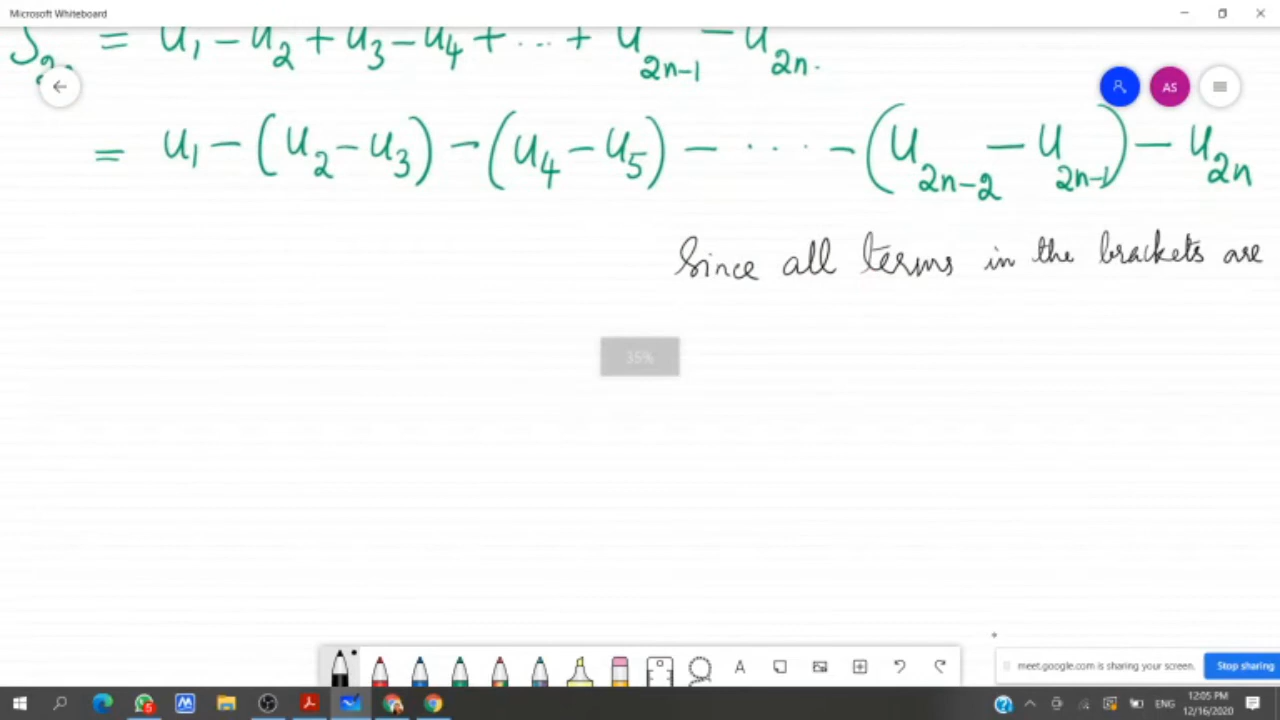 Microsoft Whiteboard
S₂ₙ = u₁ - u₂ + u₃ - u₄ + ... + u₂ₙ₋₁ - u₂ₙ.
= u₁ - (u₂ - u₃) - (u₄ - u₅) - .... - (u₂ₙ₋₂ - u₂ₙ₋₁) - u₂ₙ
AS
Since all terms in the brackets are
35%
A
meet.google.com is sharing your screen.
Stop sharing
ENG
12:05 PM
12/16/2020